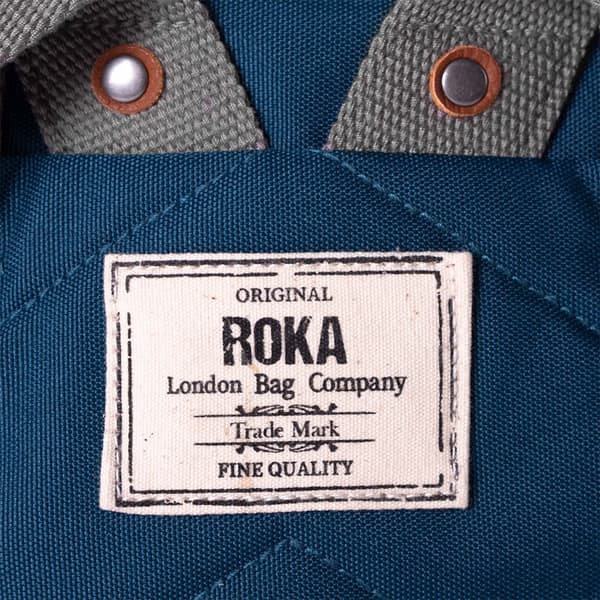 ORIGINAL
ROKA
London Bag Company
Trade Mark
FINE QUALITY